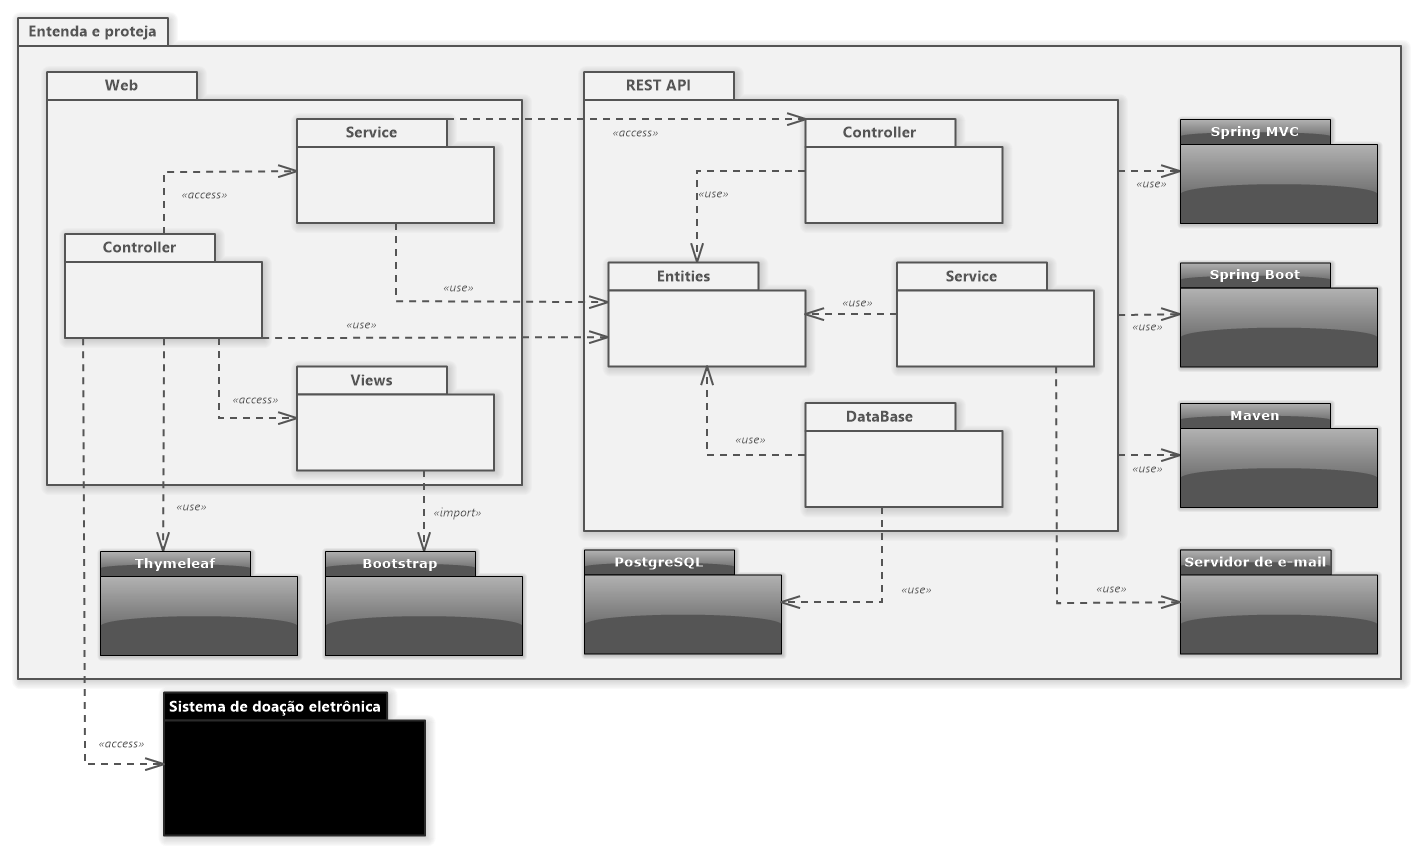 Entenda e proteja
Web
REST API
Service
«access»
Controller
Spring MVC
«access»
«use»
«use»
Controller
Entities
Service
Spring Boot
«use»
«use»
«use»
«use»
Views
«access»
DataBase
Maven
«use»
«use»
«use»
«import»
Thymeleaf
Bootstrap
PostgreSQL
Servidor de e-mail
«use»
«use»
Sistema de doação eletrônica
«access»